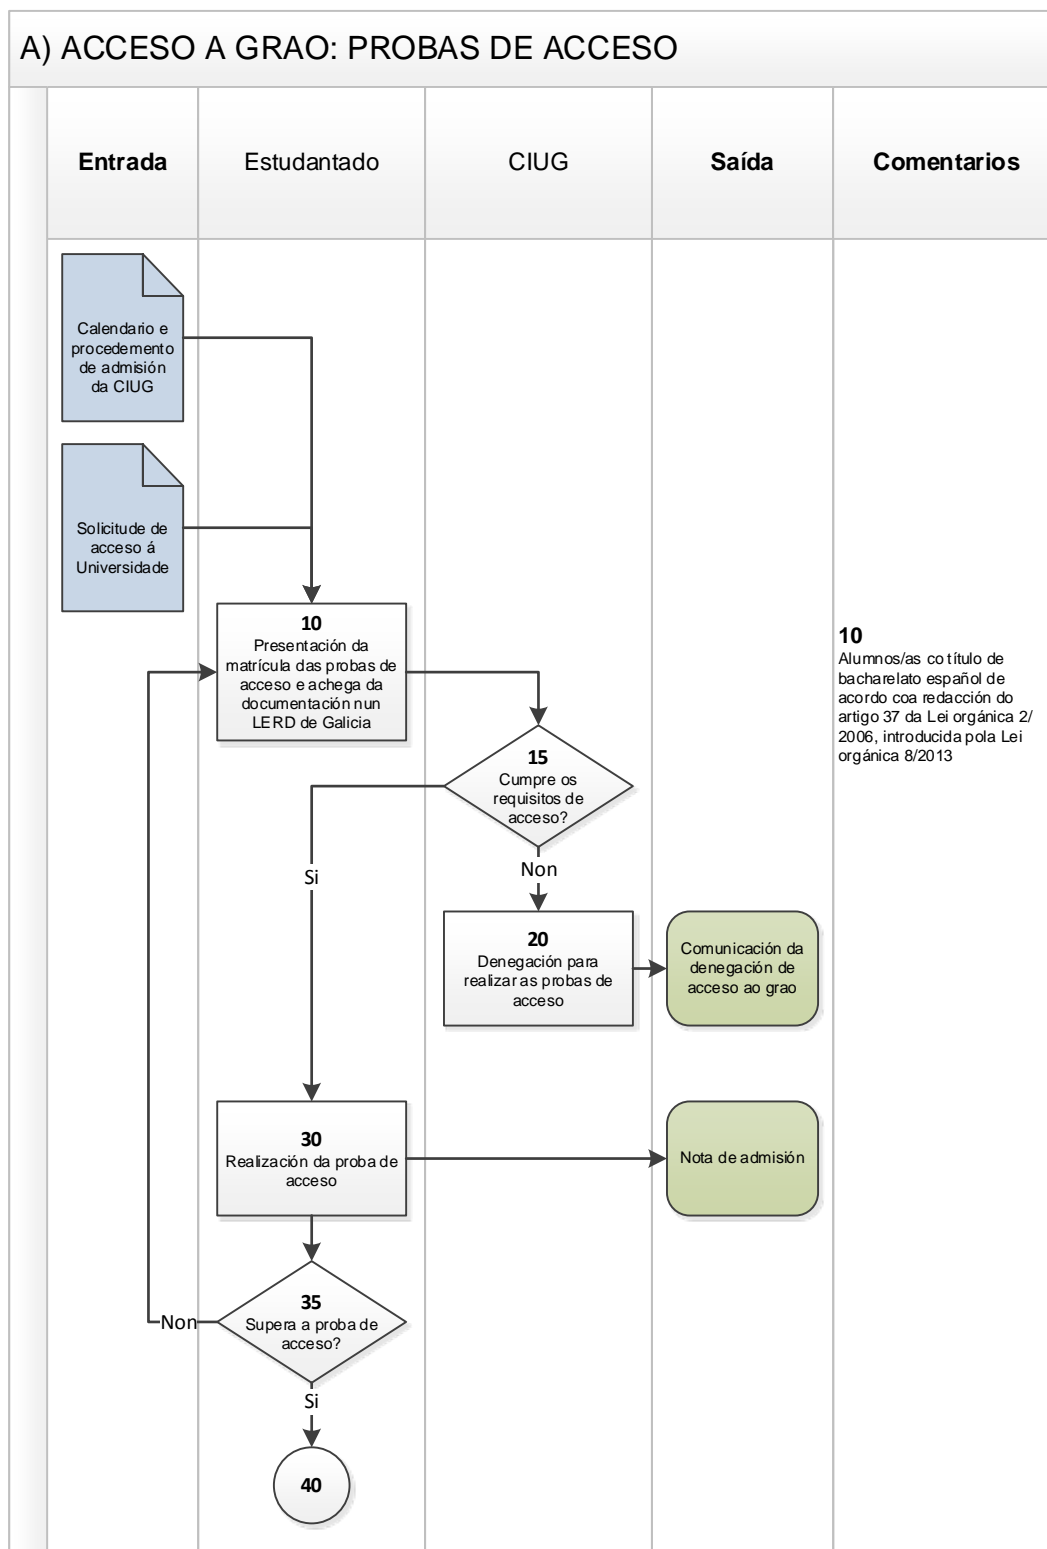 A) ACCESO A GRAO: PROBAS DE ACCESO
Entrada
Estudantado
CIUG
Saída
Comentarios
Calendario e
procedemento
de admisión
da CIUG
Solicitude de
acceso á
Universidade
10
Presentación da
matrícula das probas de
acceso e achega da
documentación nun
LERD de Galicia
10
Alumnos/as co título de
bacharelato español de
acordo coa redacción do
artigo 37 da Lei orgánica 2/
2006, introducida pola Lei
orgánica 8/2013
15
Cumpre os
requisitos de
acceso?
Si
Non
20
Denegación para
realizar as probas de
acceso
Comunicación da
denegación de
acceso ao grao
30
Realización da proba de
acceso
Nota de admisión
35
Supera a proba de
acceso?
Non
Si
40